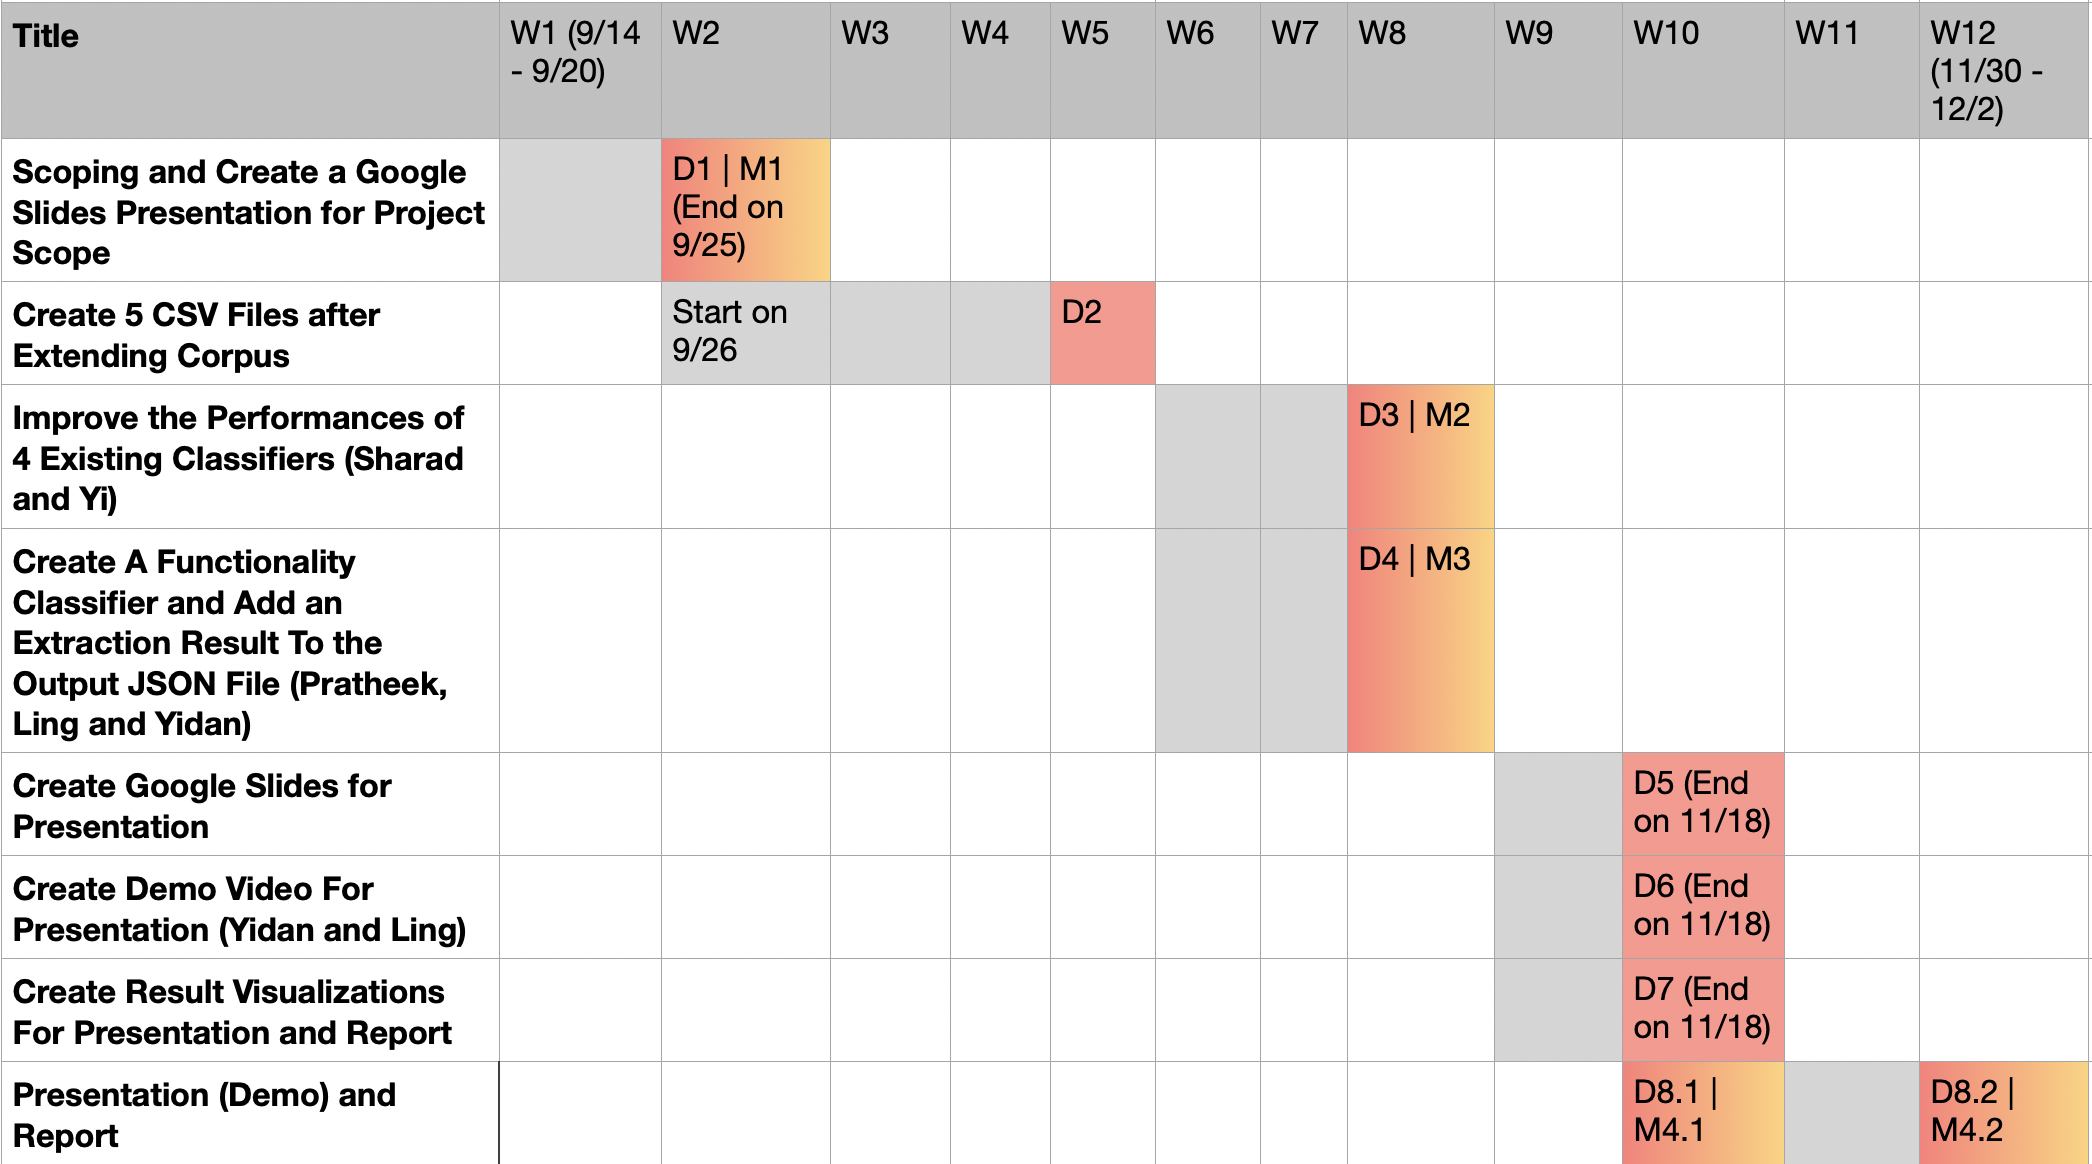 Title
W1 (9/14
- 9/20)
W2
W3
W4
W5
W6
W7
W8
W9
W10
W11
W12
(11/30 -
12/2)
Scoping and Create a Google
Slides Presentation for Project
Scope
D1 | M1
(End on
9/25)
Create 5 CSV Files after
Extending Corpus
Start on
9/26
D2
Improve the Performances of
4 Existing Classifiers (Sharad
and Yi)
D3 | M2
Create A Functionality
Classifier and Add an
Extraction Result To the
Output JSON File (Pratheek,
Ling and Yidan)
D4 | M3
Create Google Slides for
Presentation
D5 (End
on 11/18)
Create Demo Video For
Presentation (Yidan and Ling)
D6 (End
on 11/18)
Create Result Visualizations
For Presentation and Report
D7 (End
on 11/18)
Presentation (Demo) and
Report
D8.1 |
M4.1
D8.2 |
M4.2